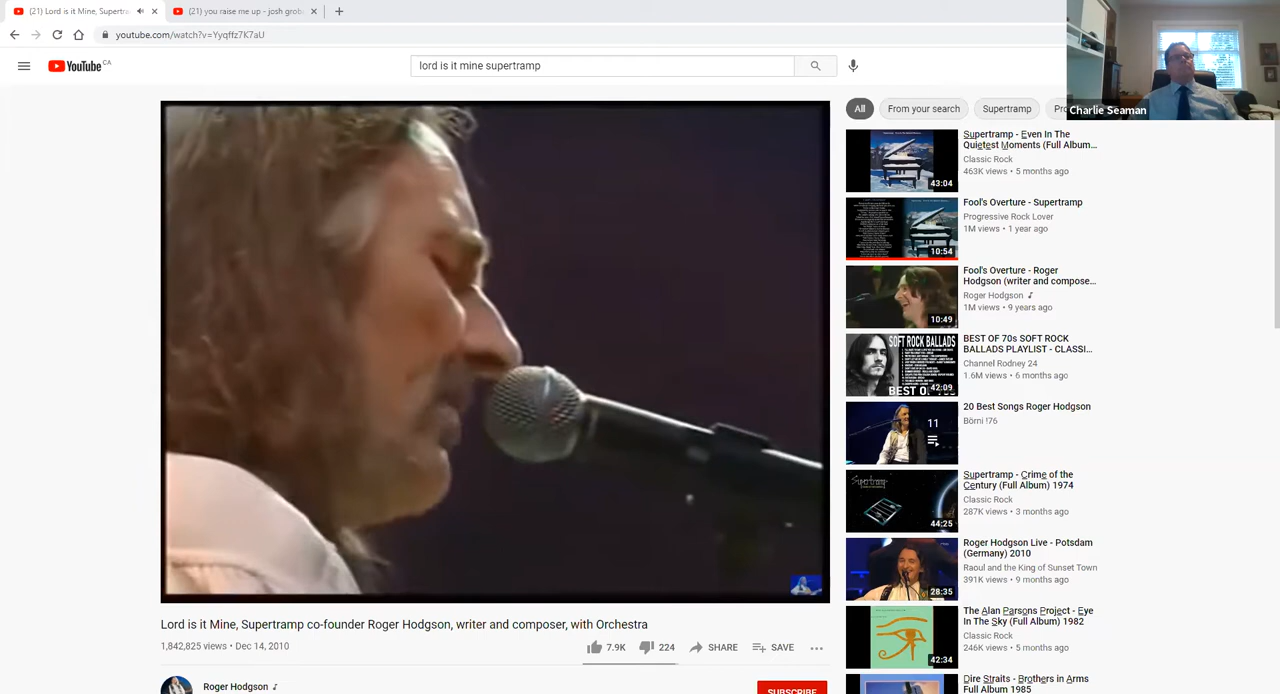 (21) Lord is it Mine, Supertra
(21) you raise me up - josh grob
youtube.com/watch?v=Yyqffz7K7aU
YouTube CA
lord is it mine supertramp
Charlie Seaman
All
From your search
Supertramp
Supertramp - Even In The
Quietest Moments (Full Album...
Classic Rock
463K views • 5 months ago
43:04
Fool's Overture - Supertramp
Progressive Rock Lover
1M views • 1 year ago
10:54
Fool's Overture - Roger
Hodgson (writer and compose...
Roger Hodgson
1M views • 9 years ago
10:49
SOFT ROCK
BALLADS
BEST OF
42:09
BEST OF 70s SOFT ROCK
BALLADS PLAYLIST - CLASSI...
Channel Rodney 24
1.6M views • 6 months ago
11
20 Best Songs Roger Hodgson
Börni !76
Supertramp
44:25
Supertramp - Crime of the
Century (Full Album) 1974
Classic Rock
287K views • 3 months ago
28:35
Roger Hodgson Live - Potsdam
(Germany) 2010
Raoul and the King of Sunset Town
391K views • 9 months ago
42:34
The Alan Parsons Project - Eye
In The Sky (Full Album) 1982
Classic Rock
246K views • 5 months ago
Dire Straits - Brothers in Arms
Full Album 1985
Lord is it Mine, Supertramp co-founder Roger Hodgson, writer and composer, with Orchestra
1,842,825 views • Dec 14, 2010
7.9K
224
SHARE
SAVE
Roger Hodgson
SUBSCRIBE